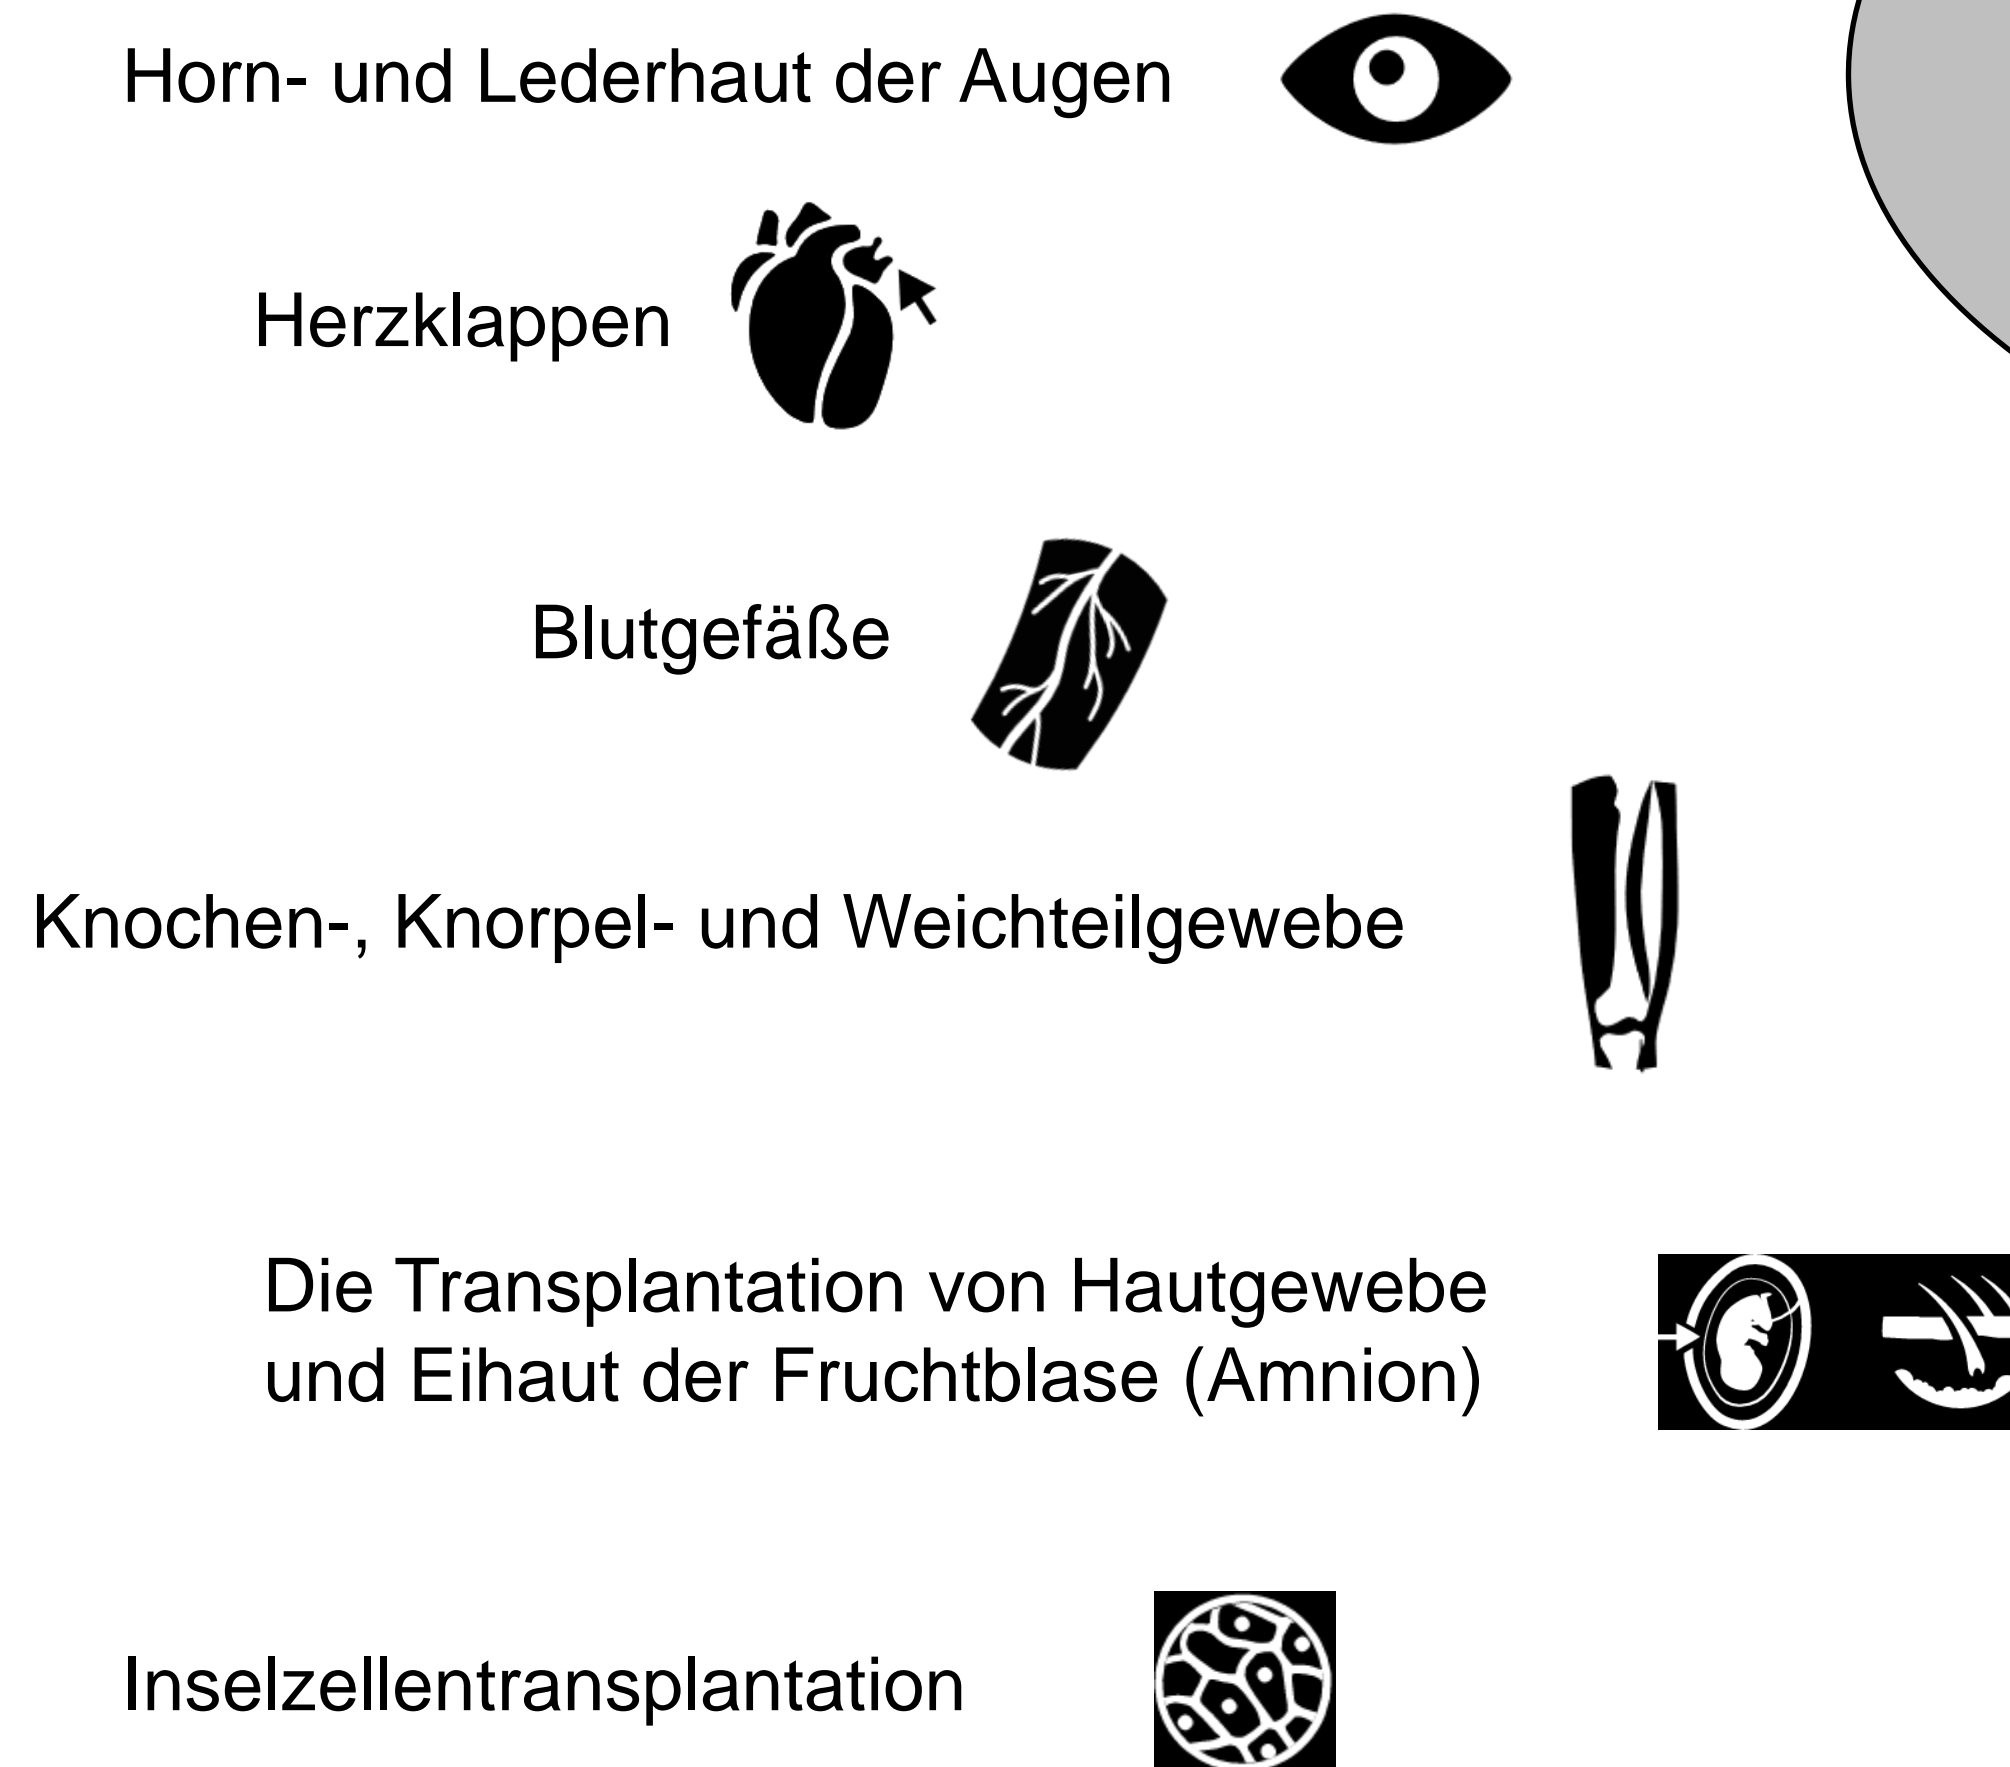 Horn- und Lederhaut der Augen
Herzklappen
Blutgefäße
Knochen-, Knorpel- und Weichteilgewebe
Die Transplantation von Hautgewebe
und Eihaut der Fruchtblase (Amnion)
Inselzellentransplantation